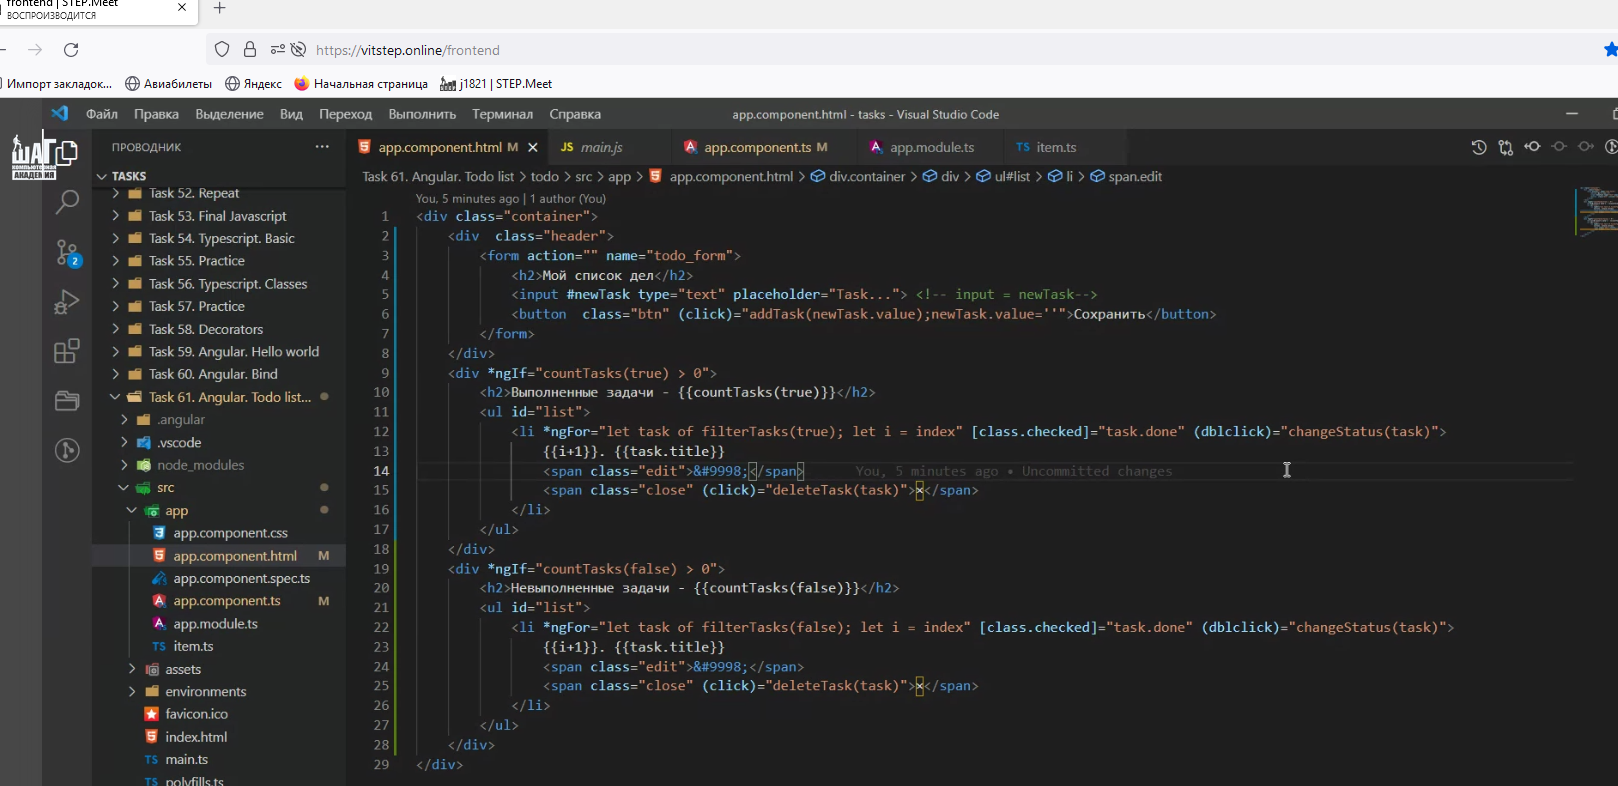 frontend | STEP.Meet
ВОСПРОИЗВОДИТСЯ
https://vitstep.online/frontend
Импорт закладок... Авиабилеты Яндекс Начальная страница j1821 | STEP.Meet
Файл Правка Выделение Вид Переход Выполнить Терминал Справка app.component.html - tasks - Visual Studio Code
ШАГ
КОМПЬЮТЕРНАЯ
АКАДЕМИЯ
ПРОВОДНИК ...
TASKS
Task 52. Repeat
Task 53. Final Javascript
Task 54. Typescript. Basic
Task 55. Practice
Task 56. Typescript. Classes
Task 57. Practice
Task 58. Decorators
Task 59. Angular. Hello world
Task 60. Angular. Bind
Task 61. Angular. Todo list...
.angular
.vscode
node_modules
src
app
app.component.css
app.component.html M
app.component.spec.ts
app.component.ts M
app.module.ts
TS item.ts
assets
environments
favicon.ico
index.html
TS main.ts
TS polyfills.ts
2
app.component.html M JS main.js app.component.ts M app.module.ts TS item.ts
Task 61. Angular. Todo list > todo > src > app > app.component.html > div.container > div > ul#list > li > span.edit
You, 5 minutes ago | 1 author (You)
1 <div class="container">
2 <div  class="header">
3 <form action="" name="todo_form">
4 <h2>Мой список дел</h2>
5 <input #newTask type="text" placeholder="Task..."> <!-- input = newTask-->
6 <button  class="btn" (click)="addTask(newTask.value);newTask.value=''">Сохранить</button>
7 </form>
8 </div>
9 <div *ngIf="countTasks(true) > 0">
10 <h2>Выполненные задачи - {{countTasks(true)}}</h2>
11 <ul id="list">
12 <li *ngFor="let task of filterTasks(true); let i = index" [class.checked]="task.done" (dblclick)="changeStatus(task)">
13 {{i+1}}. {{task.title}}
14 <span class="edit">&#9998;</span> You, 5 minutes ago • Uncommitted changes
15 <span class="close" (click)="deleteTask(task)">×</span>
16 </li>
17 </ul>
18 </div>
19 <div *ngIf="countTasks(false) > 0">
20 <h2>Невыполненные задачи - {{countTasks(false)}}</h2>
21 <ul id="list">
22 <li *ngFor="let task of filterTasks(false); let i = index" [class.checked]="task.done" (dblclick)="changeStatus(task)">
23 {{i+1}}. {{task.title}}
24 <span class="edit">&#9998;</span>
25 <span class="close" (click)="deleteTask(task)">×</span>
26 </li>
27 </ul>
28 </div>
29 </div>